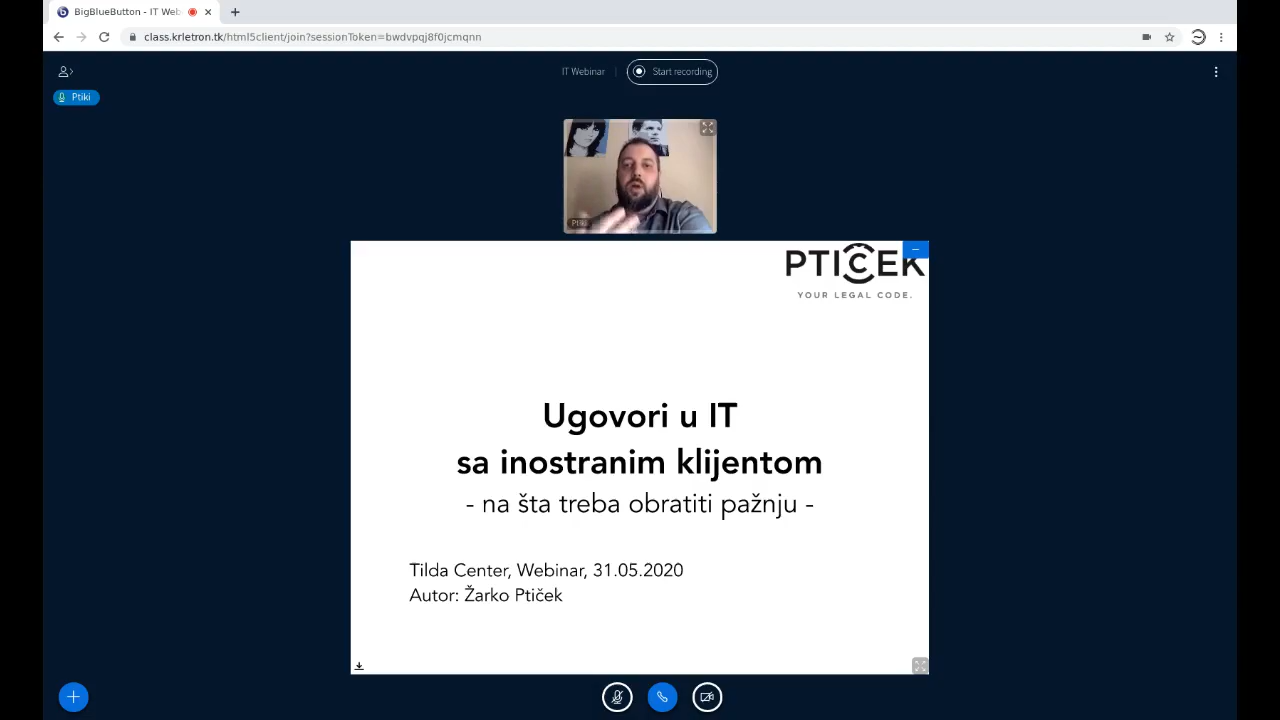 BigBlueButton - IT Web
class.krletron.tk/html5client/join?sessionToken=bwdvpqj8f0jcmqnn
IT Webinar
Start recording
Ptiki
Ptiki
PTIČEK
YOUR LEGAL CODE.
Ugovori u IT
sa inostranim klijentom
- na šta treba obratiti pažnju -
Tilda Center, Webinar, 31.05.2020
Autor: Žarko Ptiček